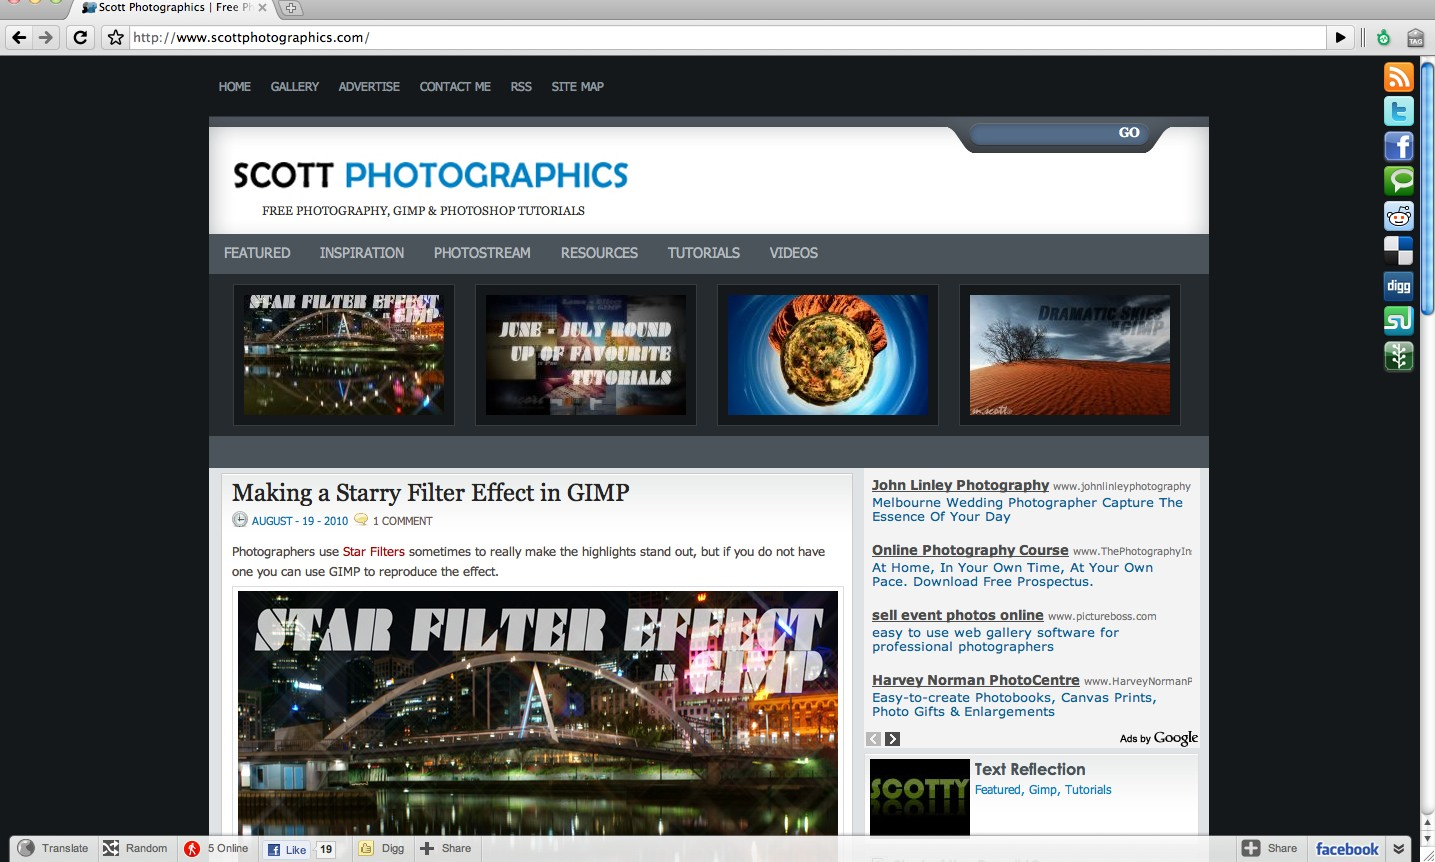 Scott Photographics | Free Ph
http://www.scottphotographics.com/
TAG
HOME GALLERY ADVERTISE CONTACT ME RSS SITE MAP
GO
SCOTT PHOTOGRAPHICS
FREE PHOTOGRAPHY, GIMP & PHOTOSHOP TUTORIALS
FEATURED INSPIRATION PHOTOSTREAM RESOURCES TUTORIALS VIDEOS
STAR FILTER EFFECT
IN GIMP
JUNE - JULY ROUND
UP OF FAVOURITE
TUTORIALS
DRAMATIC SKIES
IN GIMP
m.scotts
digg
Making a Starry Filter Effect in GIMP
AUGUST - 19 - 2010 1 COMMENT
Photographers use Star Filters sometimes to really make the highlights stand out, but if you do not have
one you can use GIMP to reproduce the effect.
STAR FILTER EFFECT
IN GIMP
John Linley Photography www.johnlinleyphotography
Melbourne Wedding Photographer Capture The
Essence Of Your Day
Online Photography Course www.ThePhotographyIns
At Home, In Your Own Time, At Your Own
Pace. Download Free Prospectus.
sell event photos online www.pictureboss.com
easy to use web gallery software for
professional photographers
Harvey Norman PhotoCentre www.HarveyNormanP
Easy-to-create Photobooks, Canvas Prints,
Photo Gifts & Enlargements
Ads by Google
SCOTTY
Text Reflection
Featured, Gimp, Tutorials
Translate Random 5 Online Like 19 Digg Share Share facebook